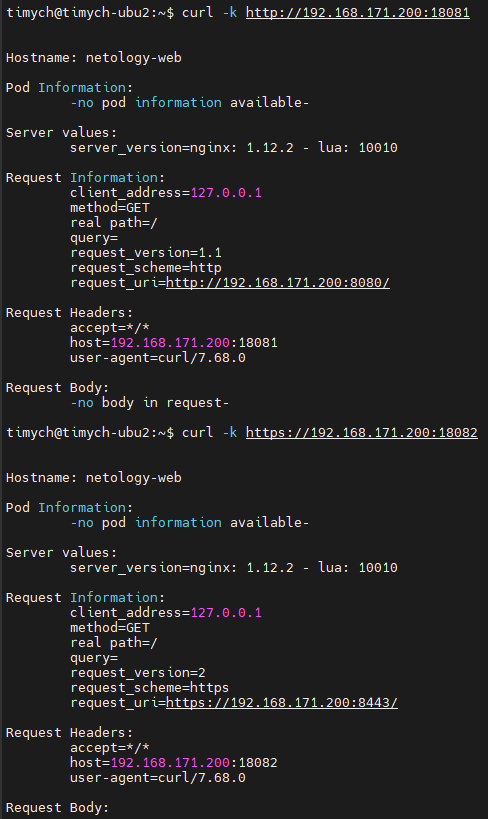 timych@timych-ubu2:~$ curl -k http://192.168.171.200:18081
Hostname: netology-web
Pod Information:
-no pod information available-
Server values:
server_version=nginx: 1.12.2 - lua: 10010
Request Information:
client_address=127.0.0.1
method=GET
real path=/
query=
request_version=1.1
request_scheme=http
request_uri=http://192.168.171.200:8080/
Request Headers:
accept=*/*
host=192.168.171.200:18081
user-agent=curl/7.68.0
Request Body:
-no body in request-
timych@timych-ubu2:~$ curl -k https://192.168.171.200:18082
Hostname: netology-web
Pod Information:
-no pod information available-
Server values:
server_version=nginx: 1.12.2 - lua: 10010
Request Information:
client_address=127.0.0.1
method=GET
real path=/
query=
request_version=2
request_scheme=https
request_uri=https://192.168.171.200:8443/
Request Headers:
accept=*/*
host=192.168.171.200:18082
user-agent=curl/7.68.0
Request Body: